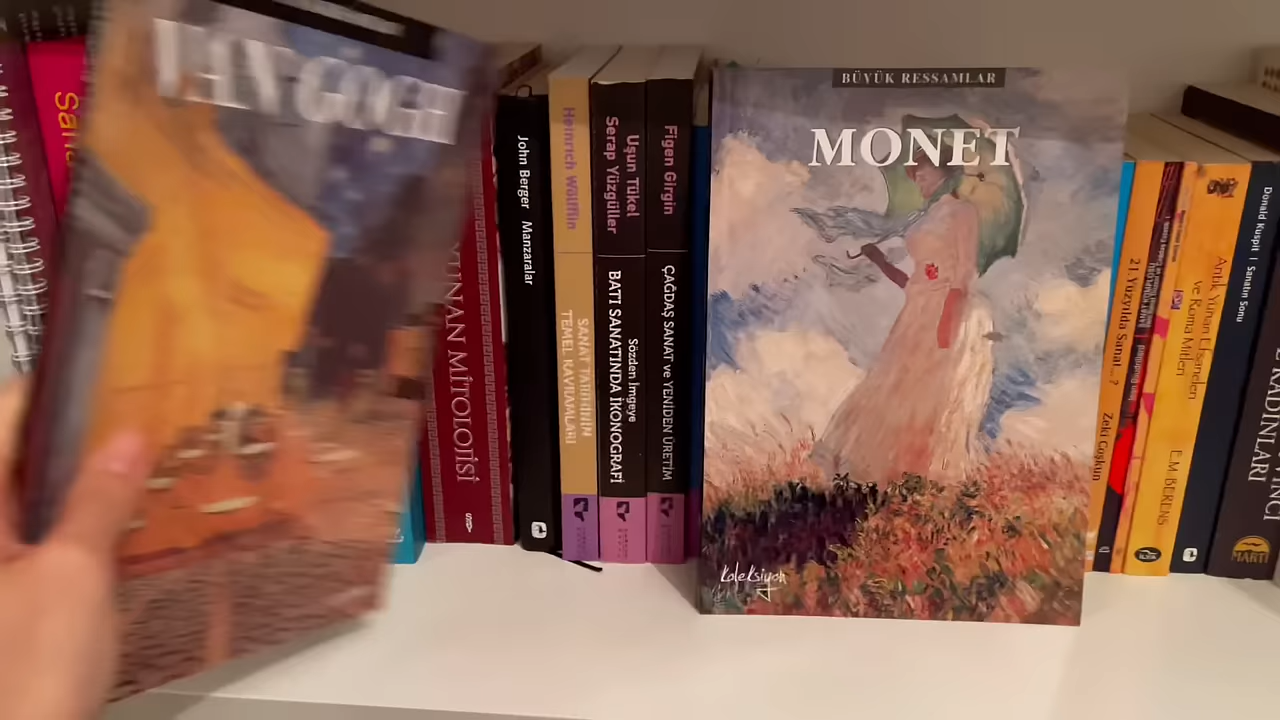 VAN GOGH
YUNAN MİTOLOJİSİ
John Berger Manzaralar
Heinrich Wölfflin
SANAT TARİHİNİN
TEMEL KAVRAMLARI
Uşun Tükel
Serap Yüzgüller
Sözden İmgeye
BATI SANATINDA İKONOGRAFİ
Figen Girgin
ÇAĞDAŞ SANAT ve YENİDEN ÜRETİM
BÜYÜK RESSAMLAR
MONET
Koleksiyon
21. Yüzyılda Sanat...?
Zeki Coşkun
Antik Yunan Efsaneleri
ve Roma Mitleri
E.M. BERENS
Donald Kuspit | Sanatın Sonu
KADINLARI
MARTI